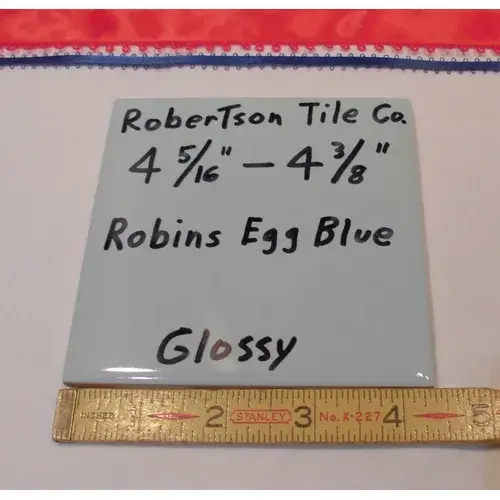 RoberTson Tile Co.
4 5/16" – 4 3/8"
Robins Egg Blue
Glossy
INCHES 2 STANLEY 3 No. X-227 4 5